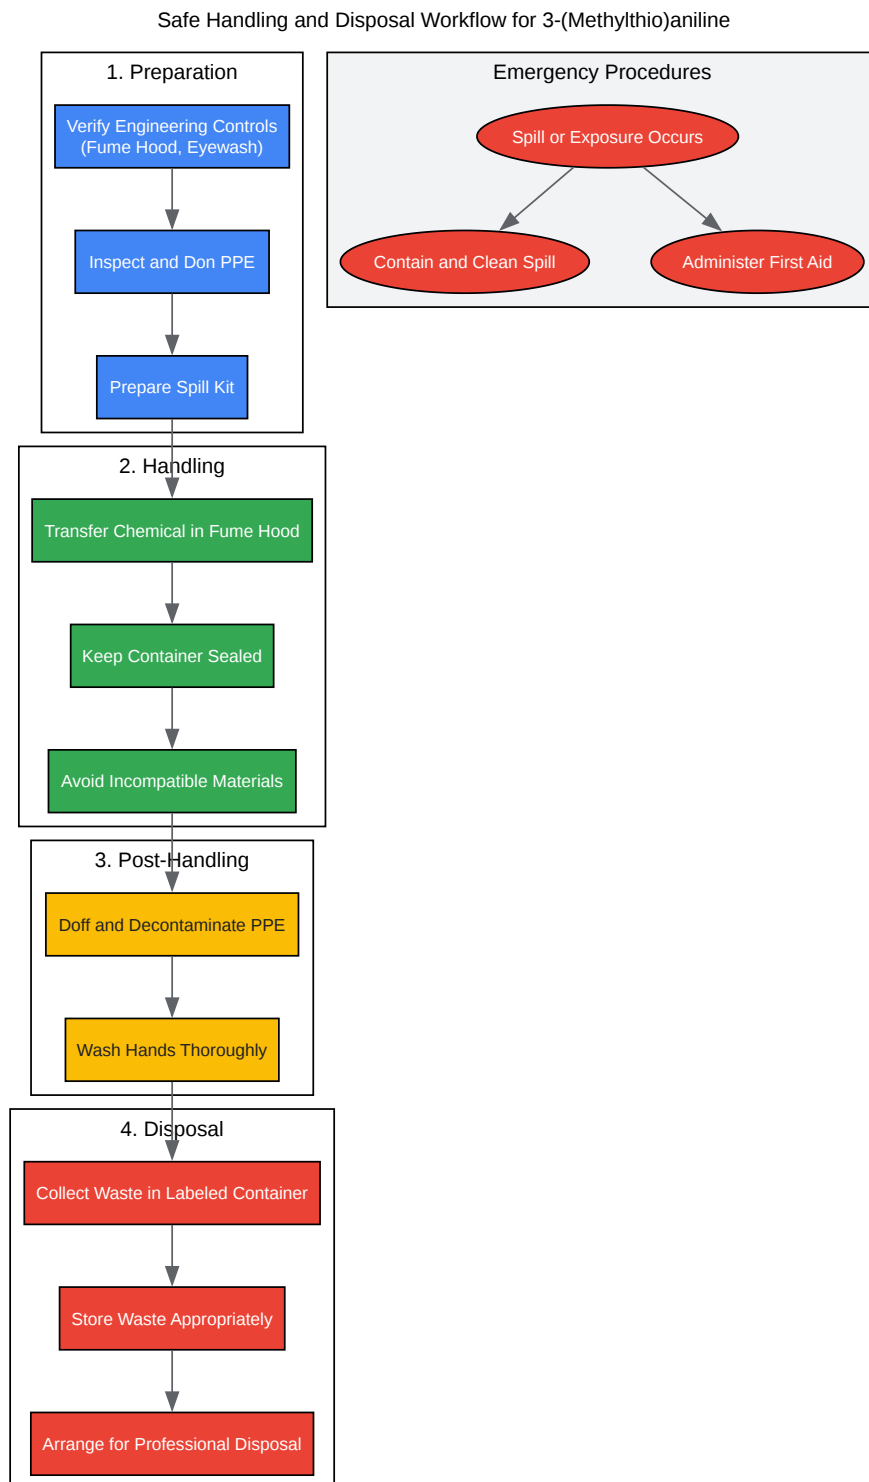 Safe Handling and Disposal Workflow for 3-(Methylthio)aniline
1. Preparation
Verify Engineering Controls
(Fume Hood, Eyewash)
Inspect and Don PPE
Prepare Spill Kit
Emergency Procedures
Spill or Exposure Occurs
Contain and Clean Spill
Administer First Aid
2. Handling
Transfer Chemical in Fume Hood
Keep Container Sealed
Avoid Incompatible Materials
3. Post-Handling
Doff and Decontaminate PPE
Wash Hands Thoroughly
4. Disposal
Collect Waste in Labeled Container
Store Waste Appropriately
Arrange for Professional Disposal